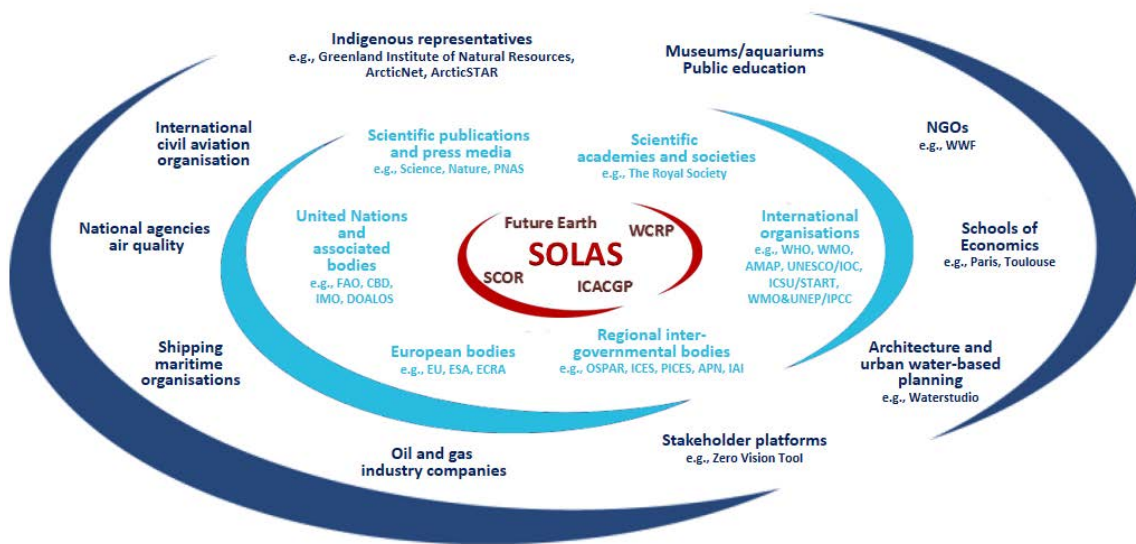 Indigenous representatives
e.g., Greenland Institute of Natural Resources,
ArcticNet, ArcticSTAR
Museums/aquariums
Public education
International
civil aviation
organisation
Scientific publications
and press media
e.g., Science, Nature, PNAS
Scientific
academies and societies
e.g., The Royal Society
NGOs
e.g., WWF
National agencies
air quality
United Nations
and
associated
bodies
e.g., FAO, CBD,
IMO, DOALOS
Future Earth
WCRP
SOLAS
SCOR
ICACGP
International
organisations
e.g., WHO, WMO,
AMAP, UNESCO/IOC,
ICSU/START,
WMO&UNEP/IPCC
Schools of
Economics
e.g., Paris, Toulouse
Shipping
maritime
organisations
European bodies
e.g., EU, ESA, ECRA
Regional inter-
governmental bodies
e.g., OSPAR, ICES, PICES, APN, IAI
Architecture and
urban water-based
planning
e.g., Waterstudio
Oil and gas
industry companies
Stakeholder platforms
e.g., Zero Vision Tool